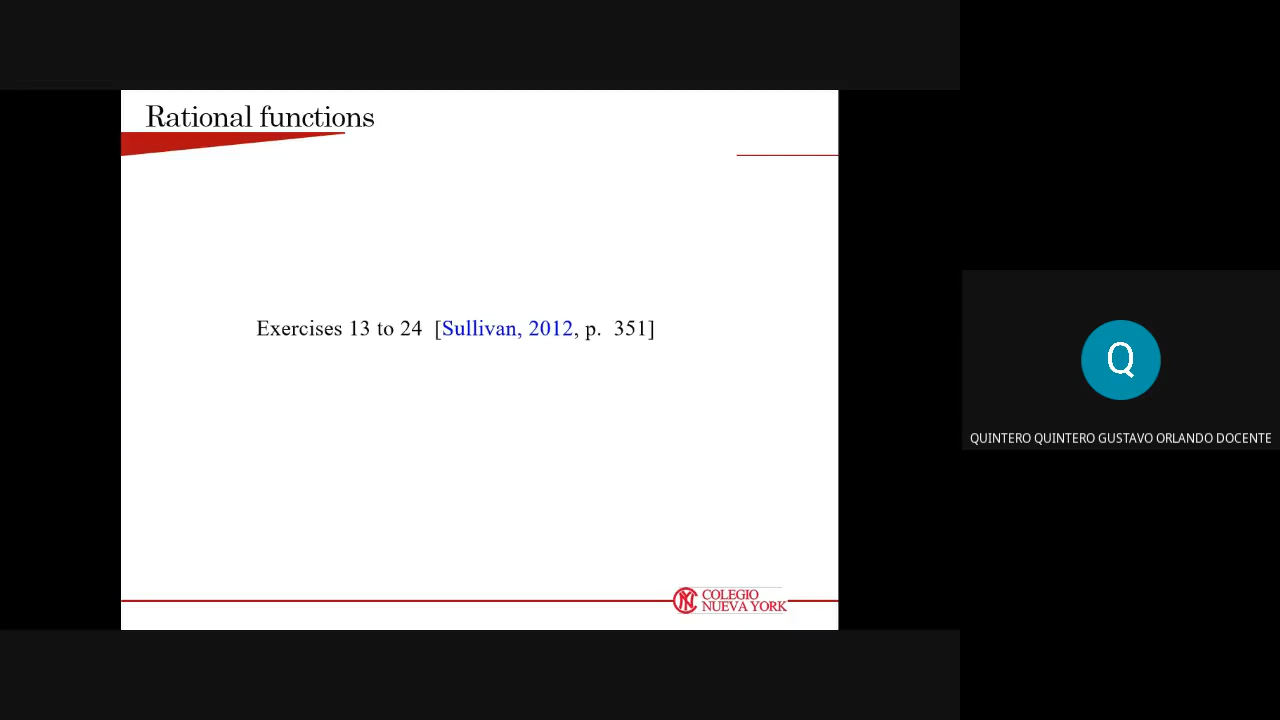 Rational functions
Exercises 13 to 24 [Sullivan, 2012, p. 351]
COLEGIO
NUEVA YORK
Q
QUINTERO QUINTERO GUSTAVO ORLANDO DOCENTE